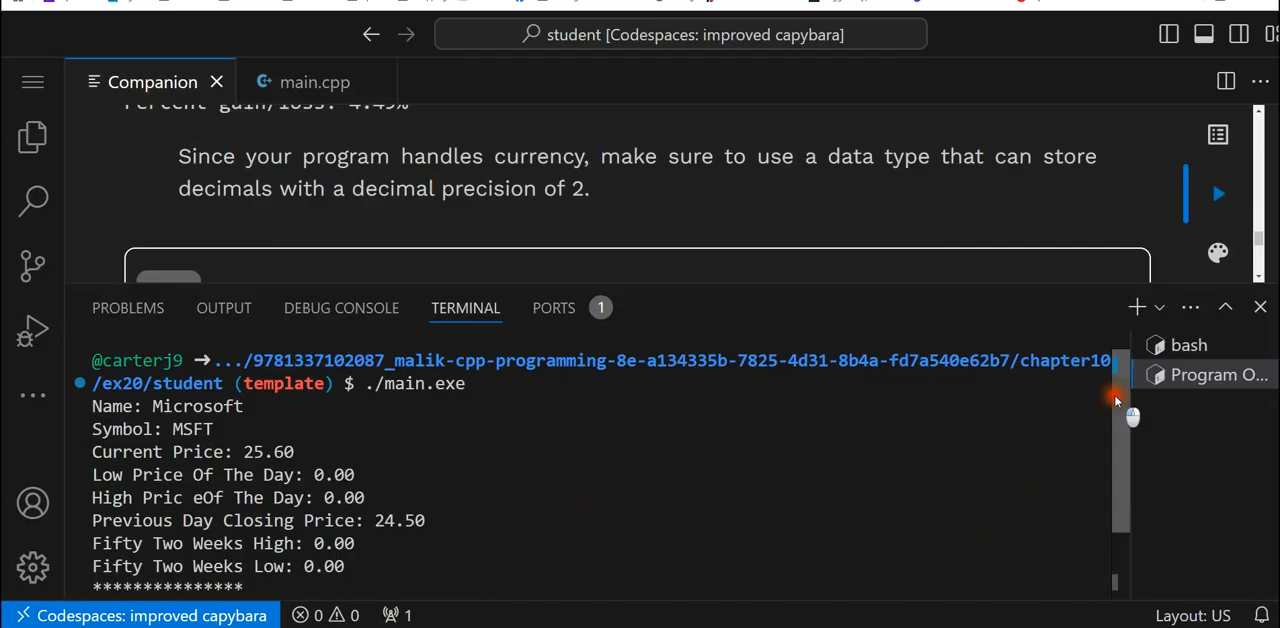 student [Codespaces: improved capybara]
Companion
main.cpp
Percent gain/loss: 4.49%
Since your program handles currency, make sure to use a data type that can store
decimals with a decimal precision of 2.
PROBLEMS OUTPUT DEBUG CONSOLE TERMINAL PORTS 1
@carterj9 ➜.../9781337102087_malik-cpp-programming-8e-a134335b-7825-4d31-8b4a-fd7a540e62b7/chapter10
/ex20/student (template) $ ./main.exe
Name: Microsoft
Symbol: MSFT
Current Price: 25.60
Low Price Of The Day: 0.00
High Pric eOf The Day: 0.00
Previous Day Closing Price: 24.50
Fifty Two Weeks High: 0.00
Fifty Two Weeks Low: 0.00
***************
bash
Program O...
Codespaces: improved capybara 0 0 1 Layout: US